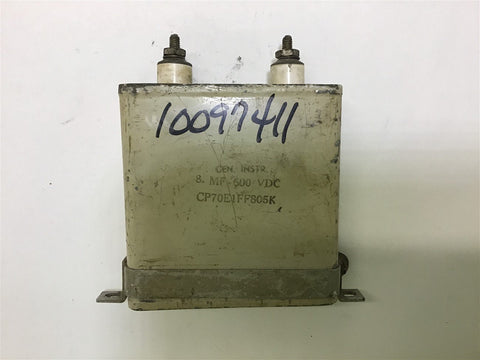 10097411
GEN. INSTR.
8. MF-600 VDC
CP70E1FF805K